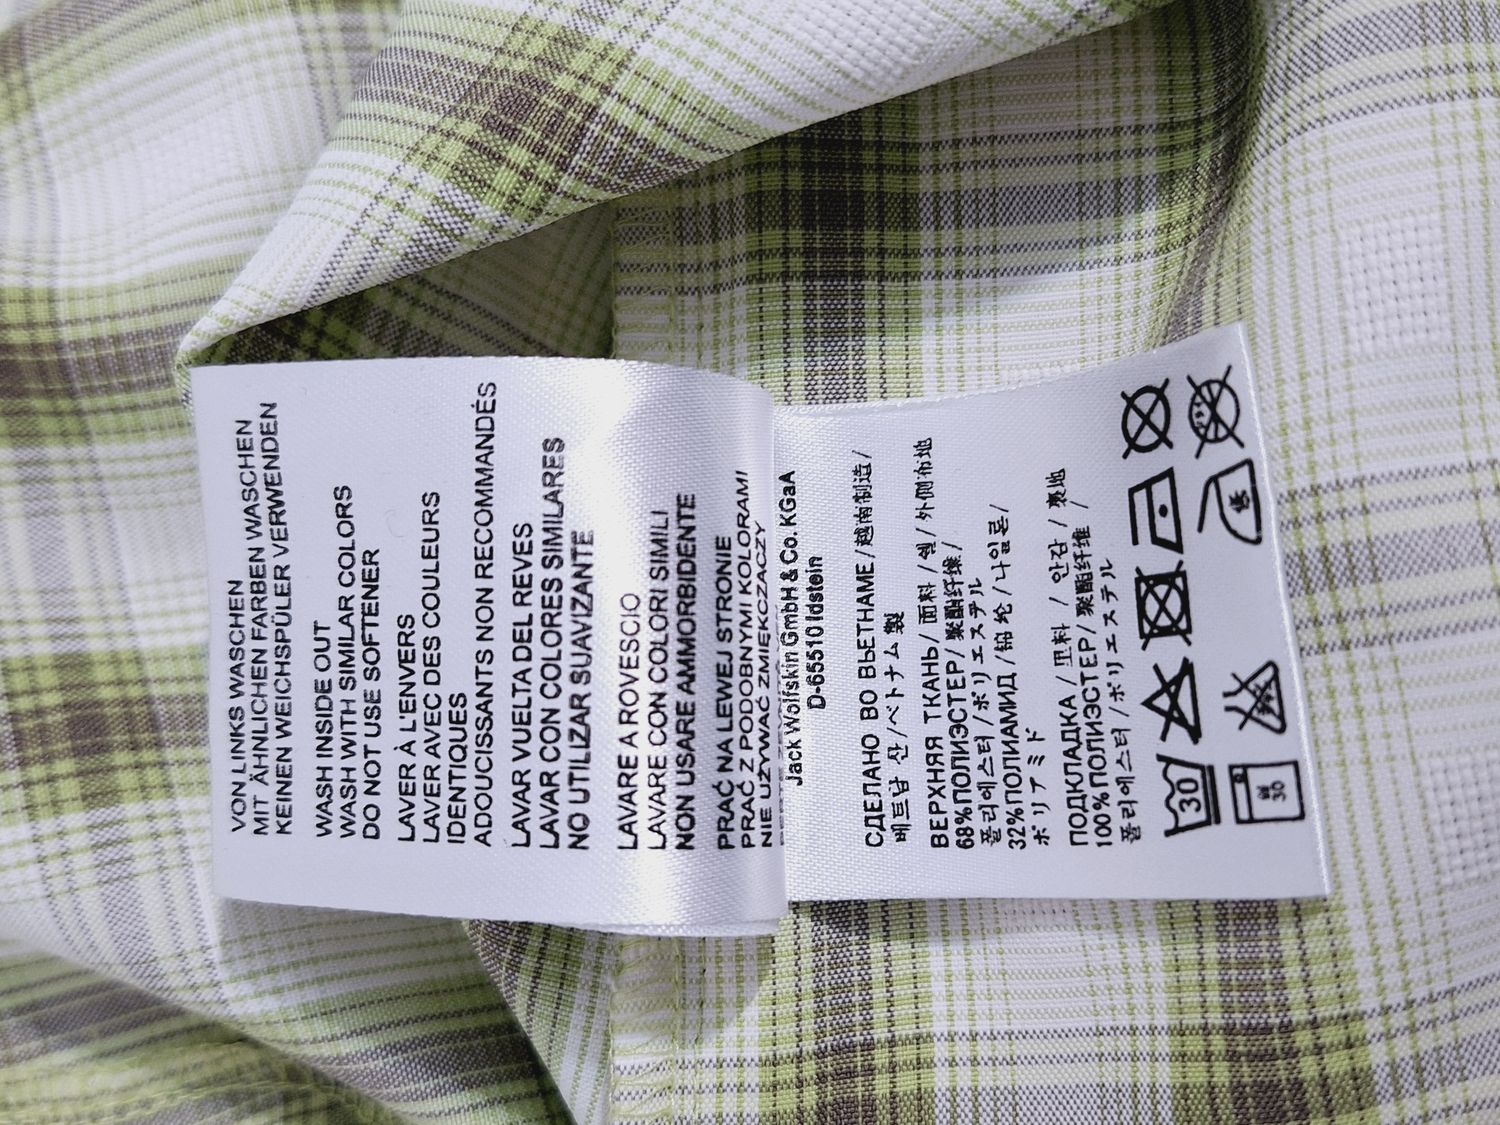 VON LINKS WASCHEN
MIT ÄHNLICHEN FARBEN WASCHEN
KEINEN WEICHSPÜLER VERWENDEN
WASH INSIDE OUT
WASH WITH SIMILAR COLORS
DO NOT USE SOFTENER
LAVER À L'ENVERS
LAVER AVEC DES COULEURS
IDENTIQUES
ADOUCISSANTS NON RECOMMANDÉS
LAVAR VUELTA DEL REVES
LAVAR CON COLORES SIMILARES
NO UTILIZAR SUAVIZANTE
LAVARE A ROVESCIO
LAVARE CON COLORI SIMILI
NON USARE AMMORBIDENTE
PRAĆ NA LEWEJ STRONIE
PRAĆ Z PODOBNYMI KOLORAMI
NIE UŻYWAĆ ZMIĘKCZACZY
Jack Wolfskin GmbH & Co. KGaA
D-65510 Idstein
СДЕЛАНО ВО ВЬЕТНАМЕ/越南制造/
베트남 산/ベトナム製
ВЕРХНЯЯ ТКАНЬ/面料/쉘/外側布地
68%ПОЛИЭСТЕР/聚酯纤维/
폴리에스터/ポリエステル
32%ПОЛИАМИД/锦纶/나일론/
ポリアミド
ПОДКЛАДКА/里料/안감/裏地
100%ПОЛИЭСТЕР/聚酯纤维/
폴리에스터/ポリエステル
30
30